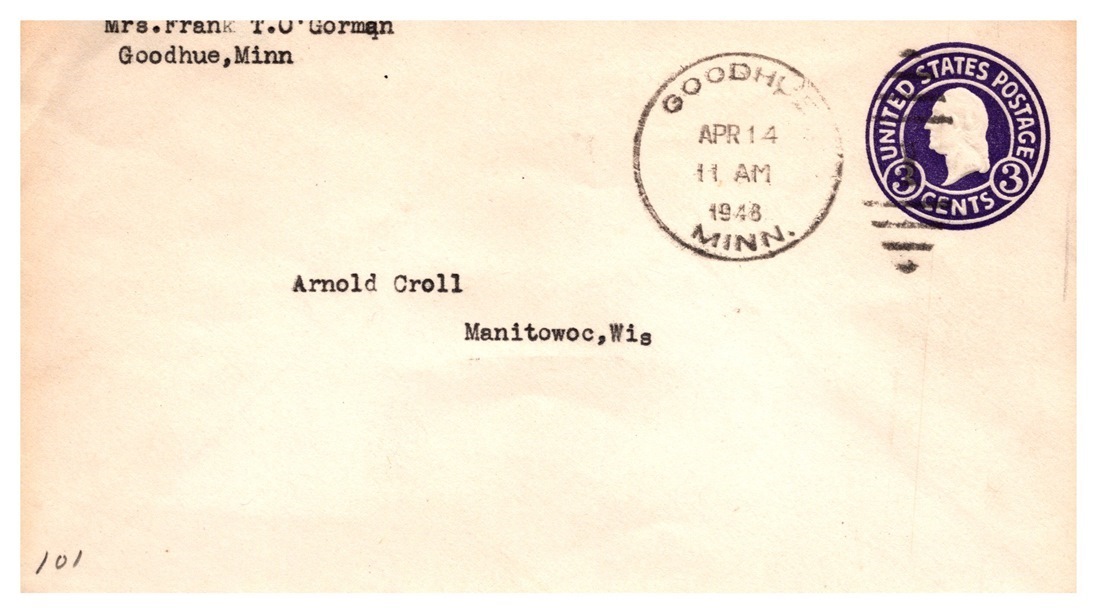 Mrs.Frank T.O'Gorman
Goodhue,Minn
GOODHUE
APR 14
11 AM
1948
MINN.
UNITED STATES POSTAGE
3 CENTS 3
Arnold Croll
Manitowoc,Wis
101